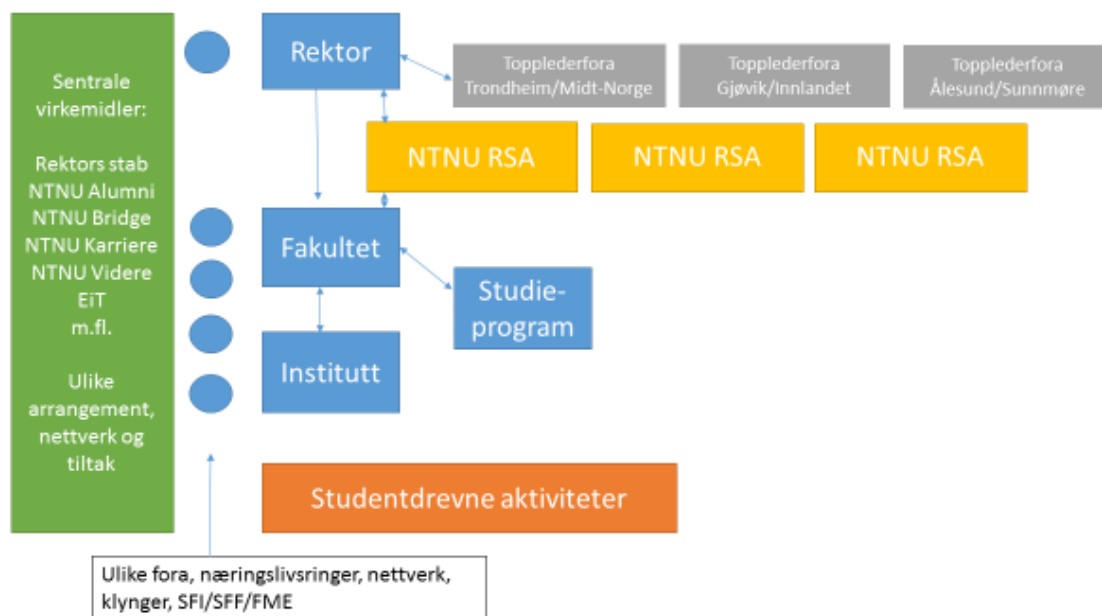 Sentrale
virkemidler:
Rektors stab
NTNU Alumni
NTNU Bridge
NTNU Karriere
NTNU Videre
EiT
m.fl.
Ulike
arrangement,
nettverk og
tiltak
Rektor
Topplederfora
Trondheim/Midt-Norge
Topplederfora
Gjøvik/Innlandet
Topplederfora
Ålesund/Sunnmøre
NTNU RSA
NTNU RSA
NTNU RSA
Fakultet
Studie-
program
Institutt
Studentdrevne aktiviteter
Ulike fora, næringslivsringer, nettverk,
klynger, SFI/SFF/FME